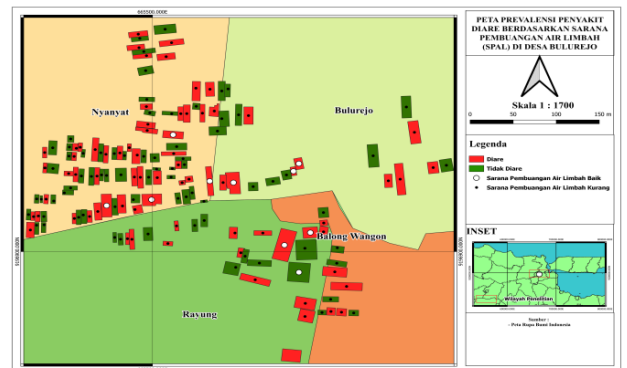 PETA PREVALENSI PENYAKIT
DIARE BERDASARKAN SARANA
PEMBUANGAN AIR LIMBAH
(SPAL) DI DESA BULUREJO
Skala 1 : 1700
0 50 100 150 m
Legenda
Diare
Tidak Diare
Sarana Pembuangan Air Limbah Baik
Sarana Pembuangan Air Limbah Kurang
INSET
Wilayah Penelitian
Sumber :
- Peta Rupa Bumi Indonesia
Nyanyat
Bulurejo
Balong Wangon
Rayung